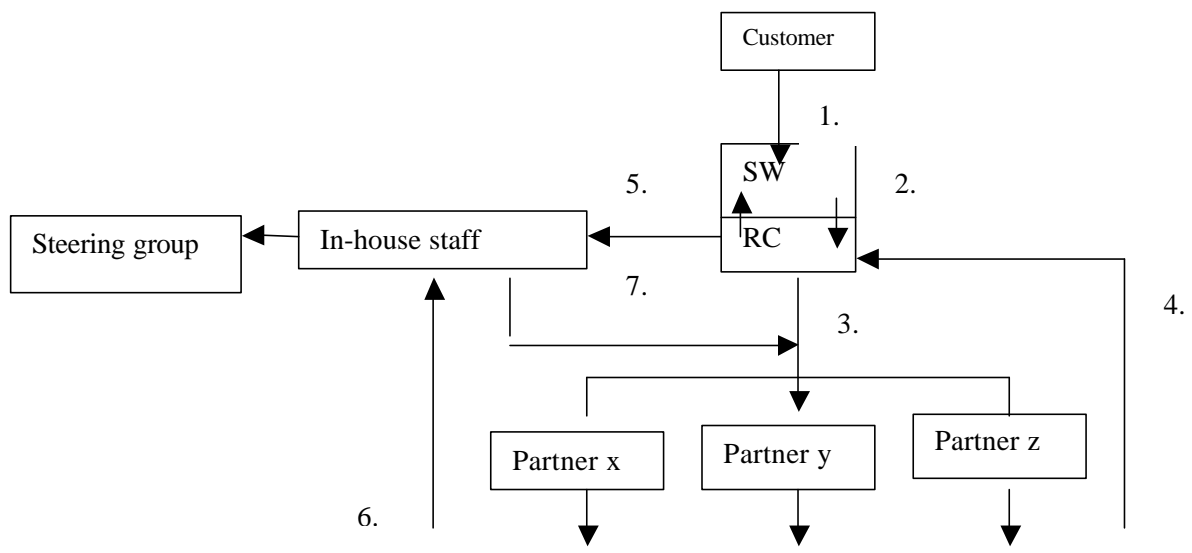 Customer
1.
SW
5.
2.
Steering group
In-house staff
RC
7.
3.
4.
Partner x
Partner y
Partner z
6.